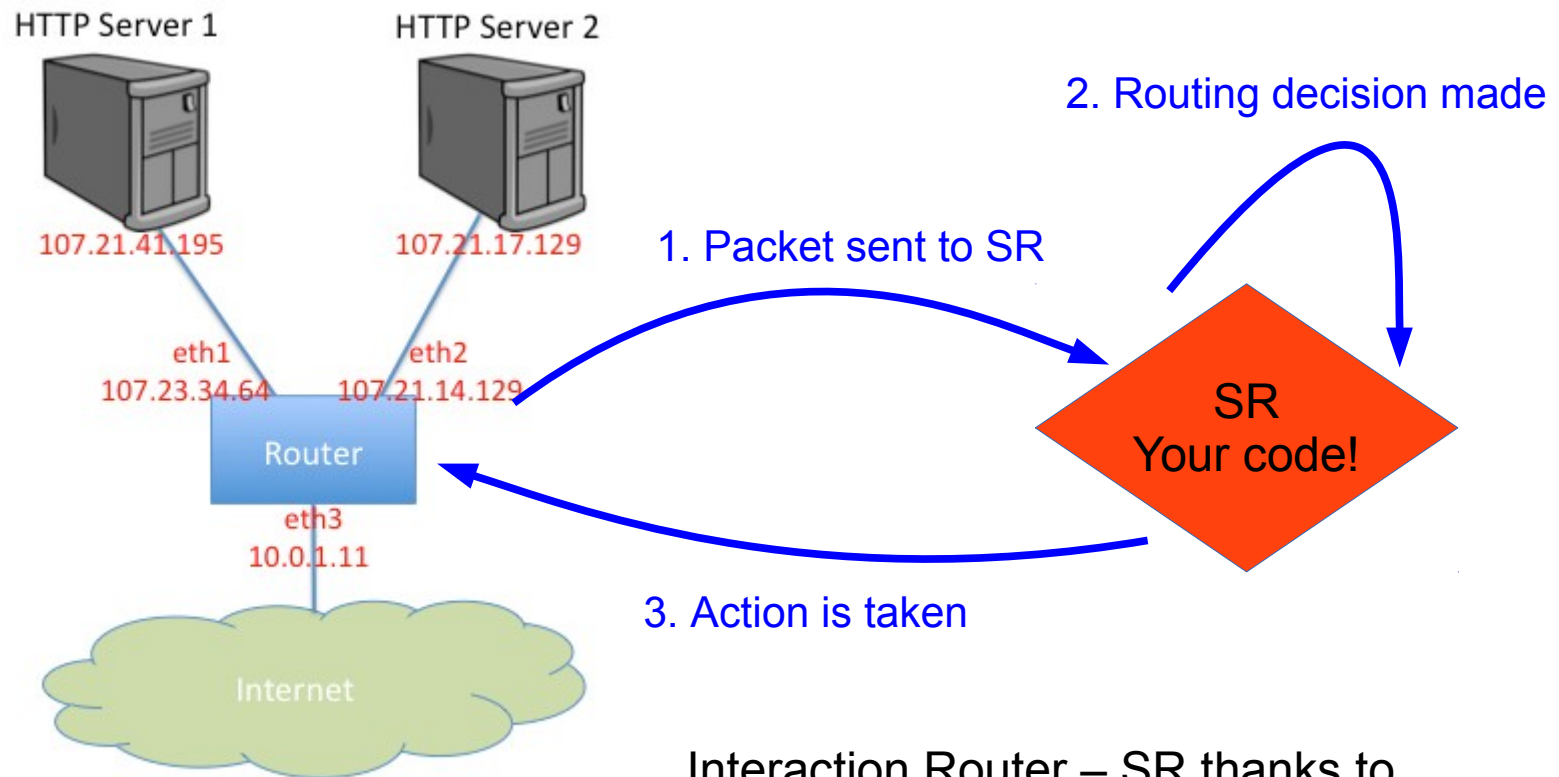 HTTP Server 1
HTTP Server 2
2. Routing decision made
107.21.41.195
107.21.17.129
1. Packet sent to SR
eth1
107.23.34.64
eth2
107.21.14.129
SR
Your code!
Router
eth3
10.0.1.11
3. Action is taken
Internet
Interaction Router – SR thanks to